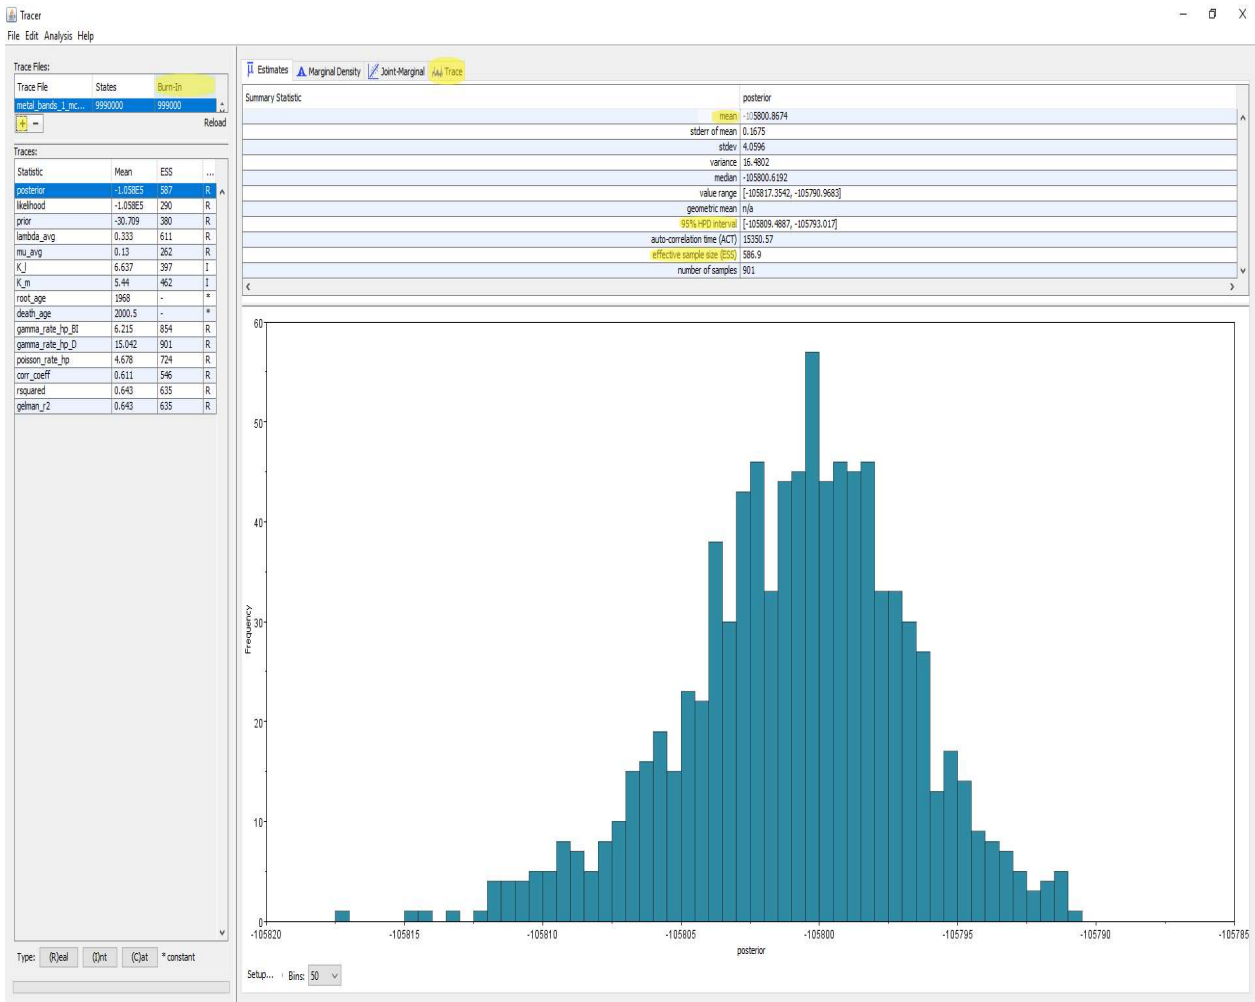 Tracer
File Edit Analysis Help
Trace Files:
Trace File States Burn-In
metal_bands_1_mc... 9990000 999000
+ - Reload
Traces:
Statistic Mean ESS ...
posterior -1.058E5 587 R
likelihood -1.058E5 290 R
prior -30.709 380 R
lambda_avg 0.333 611 R
mu_avg 0.13 262 R
K_l 6.637 397 I
K_m 5.44 462 I
root_age 1968 - *
death_age 2000.5 - *
gamma_rate_hp_BI 6.215 854 R
gamma_rate_hp_D 15.042 901 R
poisson_rate_hp 4.678 724 R
corr_coeff 0.611 546 R
rsquared 0.643 635 R
gelman_r2 0.643 635 R
Type: (R)eal (I)nt (C)at * constant
Estimates Marginal Density Joint-Marginal Trace
Summary Statistic posterior
mean -105800.8674
stderr of mean 0.1675
stdev 4.0596
variance 16.4802
median -105800.6192
value range [-105817.3542, -105790.9683]
geometric mean n/a
95% HPD interval [-105809.4887, -105793.017]
auto-correlation time (ACT) 15350.57
effective sample size (ESS) 586.9
number of samples 901
60
50
40
30
20
10
0
Frequency
-105820 -105815 -105810 -105805 -105800 -105795 -105790 -105785
posterior
Setup... Bins: 50